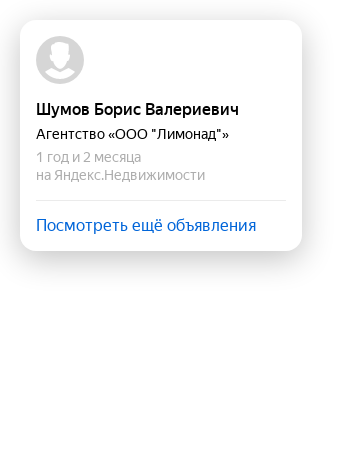 Шумов Борис Валериевич
Агентство «ООО "Лимонад"»
1 год и 2 месяца
на Яндекс.Недвижимости
Посмотреть ещё объявления